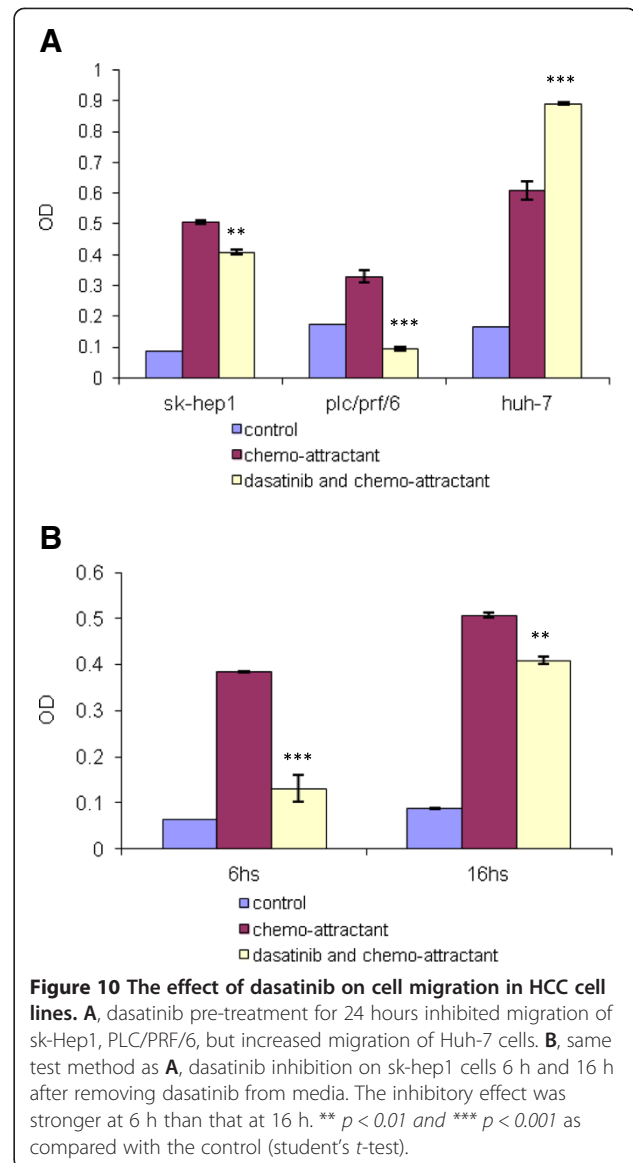 A
1
0.9
0.8
0.7
0.6
0.5
0.4
0.3
0.2
0.1
0
OD
**
***
***
sk-hep1 plc/prf/6 huh-7
control
chemo-attractant
dasatinib and chemo-attractant
B
0.6
0.5
0.4
0.3
0.2
0.1
0
OD
***
**
6hs 16hs
control
chemo-attractant
dasatinib and chemo-attractant
Figure 10 The effect of dasatinib on cell migration in HCC cell
lines. A, dasatinib pre-treatment for 24 hours inhibited migration of
sk-Hep1, PLC/PRF/6, but increased migration of Huh-7 cells. B, same
test method as A, dasatinib inhibition on sk-hep1 cells 6 h and 16 h
after removing dasatinib from media. The inhibitory effect was
stronger at 6 h than that at 16 h. ** p < 0.01 and *** p < 0.001 as
compared with the control (student's t-test).